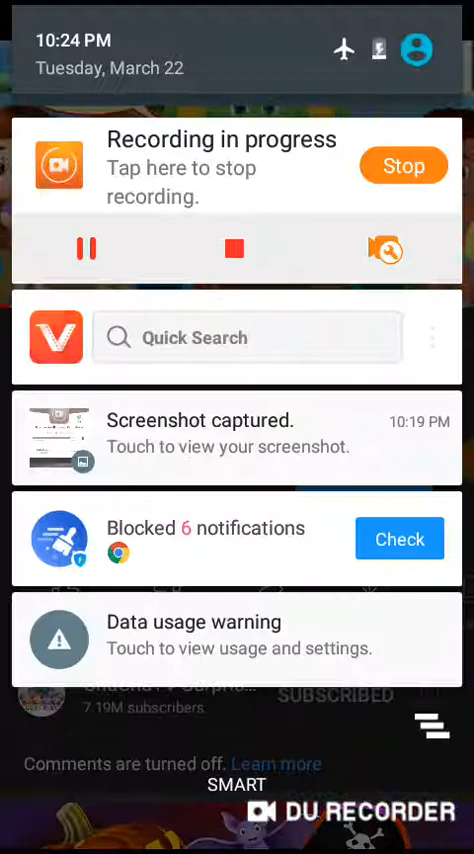 10:24 PM
Tuesday, March 22
Recording in progress
Tap here to stop
recording.
Stop
Quick Search
Screenshot captured.
10:19 PM
Touch to view your screenshot.
Blocked 6 notifications
Check
Data usage warning
Touch to view usage and settings.
SUBSCRIBED
7.19M subscribers
Comments are turned off. Learn more
SMART
DU RECORDER